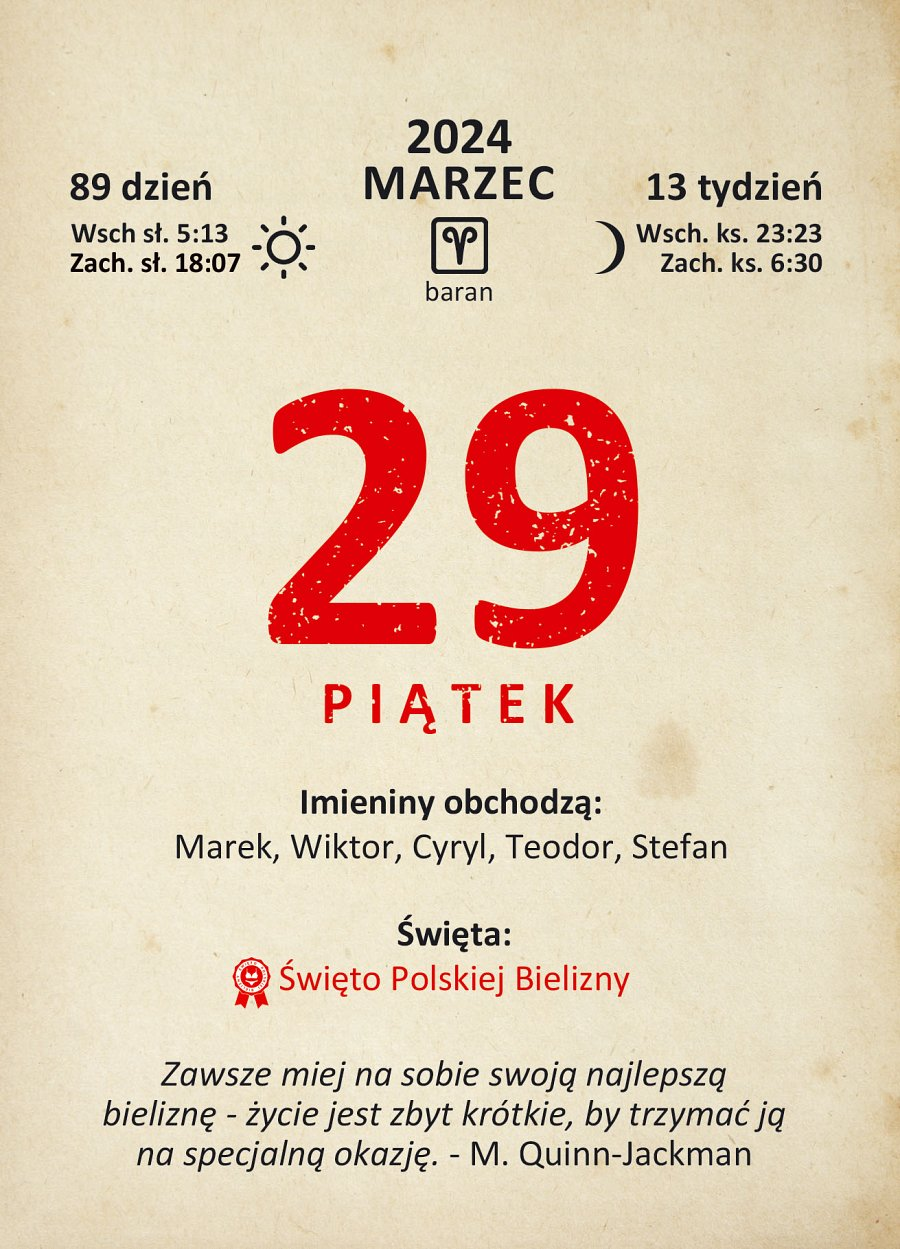 2024
MARZEC
89 dzień
13 tydzień
Wsch sł. 5:13
Zach. sł. 18:07
Wsch. ks. 23:23
Zach. ks. 6:30
baran
29
PIĄTEK
Imieniny obchodzą:
Marek, Wiktor, Cyryl, Teodor, Stefan
Święta:
Święto Polskiej Bielizny
Zawsze miej na sobie swoją najlepszą
bieliznę - życie jest zbyt krótkie, by trzymać ją
na specjalną okazję. - M. Quinn-Jackman